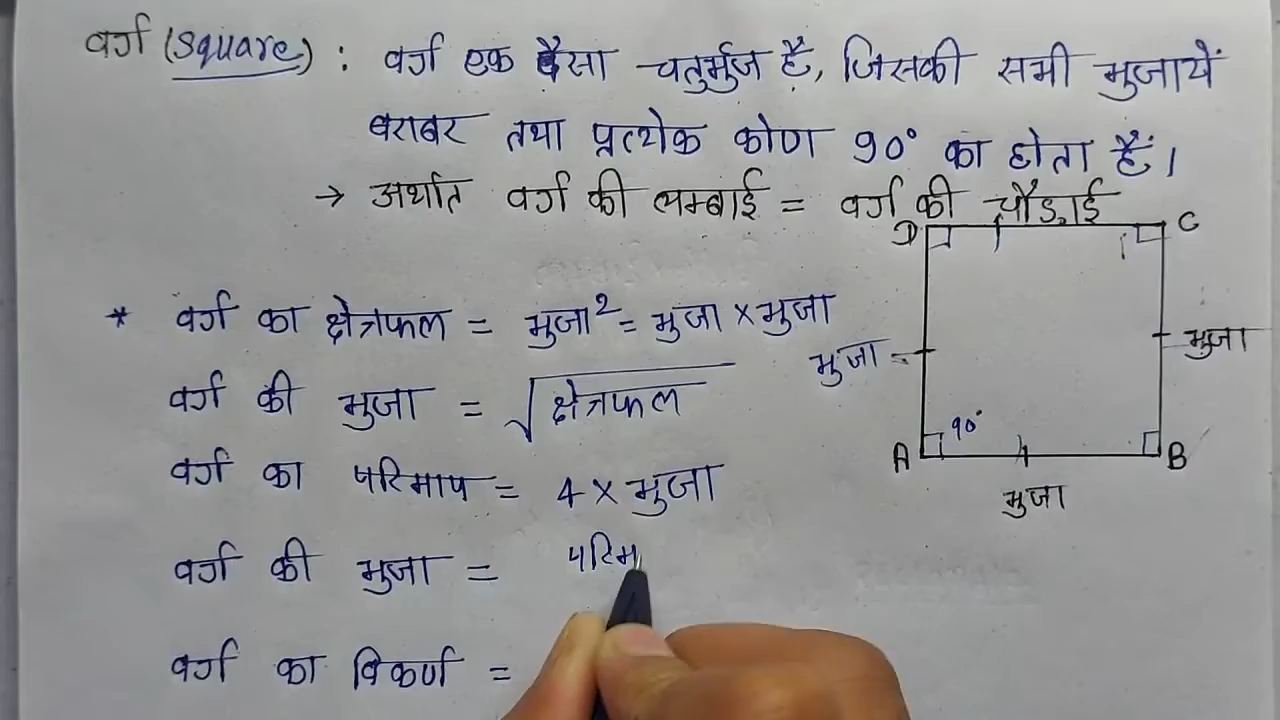 वर्ग (square) : वर्ग एक वैसा चतुर्भुज है, जिसकी सभी भुजायें
बराबर तथा प्रत्येक कोण 90° का होता हैं।
→ अर्थात वर्ग की लम्बाई = वर्ग की चौड़ाई
D C
* वर्ग का क्षेत्रफल = भुजा² = भुजा × भुजा
भुजा भुजा
वर्ग की भुजा = √क्षेत्रफल
90°
A B
वर्ग का परिमाप = 4 × भुजा
भुजा
वर्ग की भुजा = परिम
वर्ग का विकर्ण =